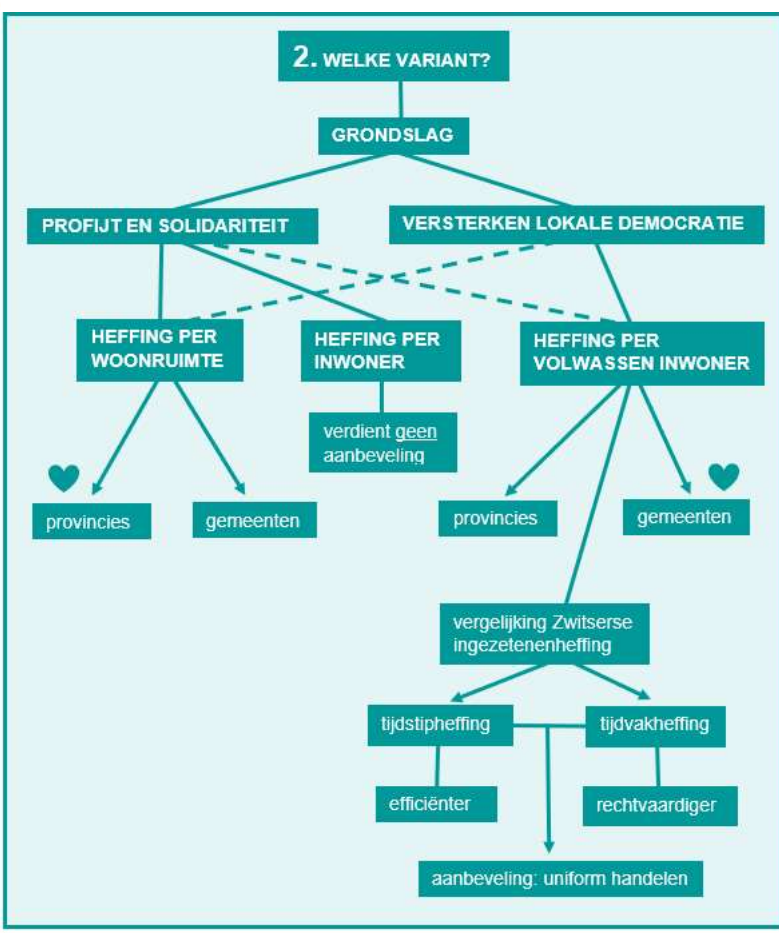 2. WELKE VARIANT?
GRONDSLAG
PROFIJT EN SOLIDARITEIT
VERSTERKEN LOKALE DEMOCRATIE
HEFFING PER
WOONRUIMTE
HEFFING PER
INWONER
HEFFING PER
VOLWASSEN INWONER
verdient geen
aanbeveling
provincies
gemeenten
provincies
gemeenten
vergelijking Zwitserse
ingezetenenheffing
tijdstipheffing
tijdvakheffing
efficiënter
rechtvaardiger
aanbeveling: uniform handelen